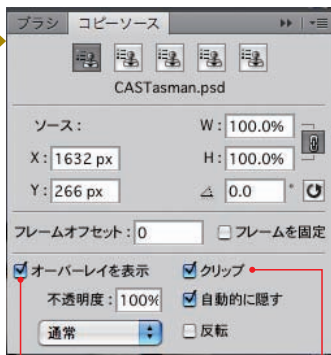 ブラシ コピーソース
CASTasman.psd
ソース： W：100.0%
X：1632 px H：100.0%
Y：266 px 0.0 °
フレームオフセット：0 フレームを固定
オーバーレイを表示 クリップ
不透明度：100% 自動的に隠す
通常 反転